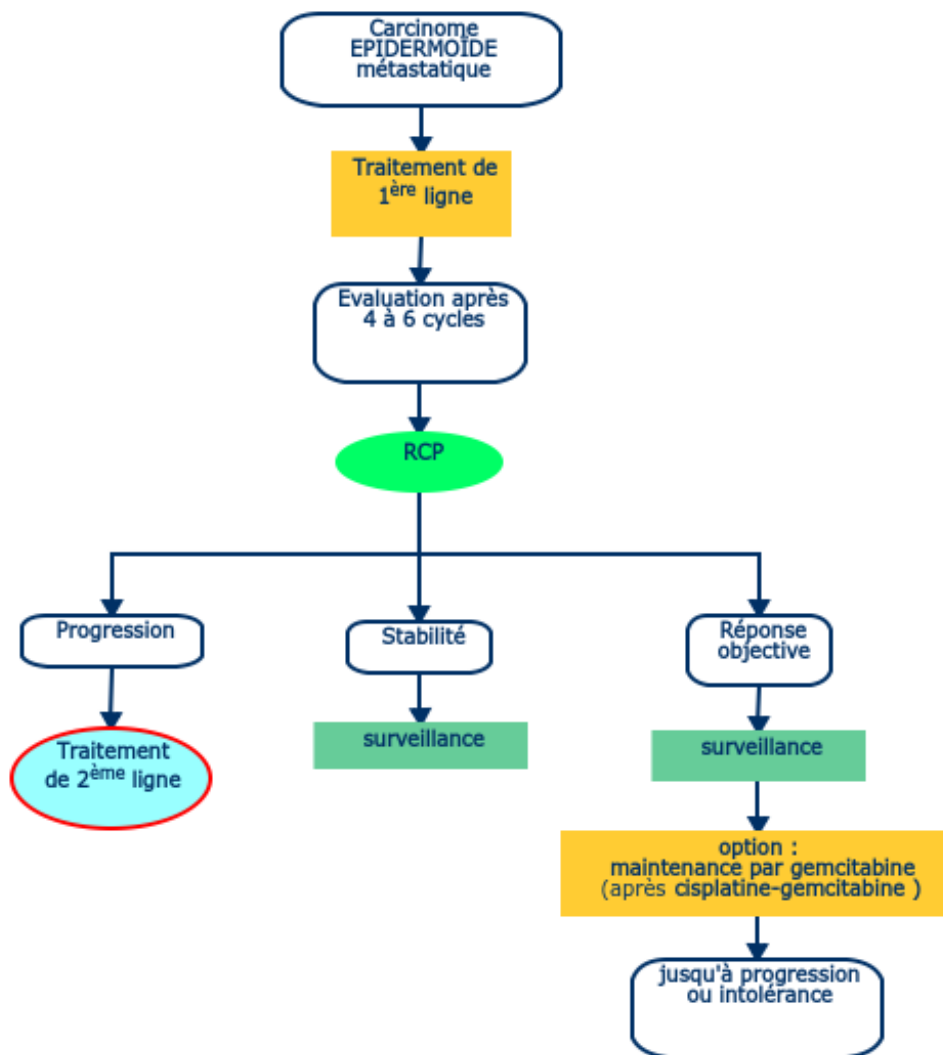 Carcinome
EPIDERMOÏDE
métastatique
Traitement de
1ère ligne
Evaluation après
4 à 6 cycles
RCP
Progression
Stabilité
Réponse
objective
Traitement
de 2ème ligne
surveillance
surveillance
option :
maintenance par gemcitabine
(après cisplatine-gemcitabine )
jusqu'à progression
ou intolérance